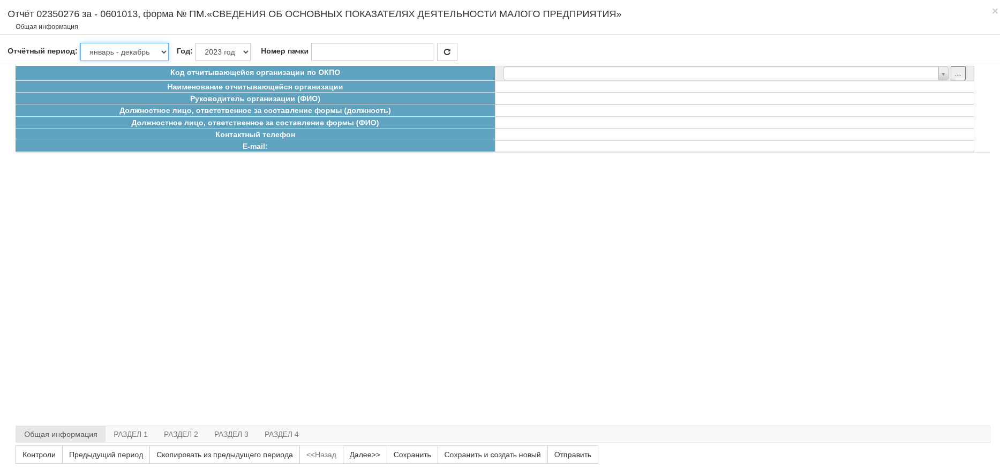 Отчёт 02350276 за - 0601013, форма № ПМ.«СВЕДЕНИЯ ОБ ОСНОВНЫХ ПОКАЗАТЕЛЯХ ДЕЯТЕЛЬНОСТИ МАЛОГО ПРЕДПРИЯТИЯ» ×
Общая информация
Отчётный период: январь - декабрь Год: 2023 год Номер пачки
Код отчитывающейся организации по ОКПО ...
Наименование отчитывающейся организации
Руководитель организации (ФИО)
Должностное лицо, ответственное за составление формы (должность)
Должностное лицо, ответственное за составление формы (ФИО)
Контактный телефон
E-mail:
Общая информация РАЗДЕЛ 1 РАЗДЕЛ 2 РАЗДЕЛ 3 РАЗДЕЛ 4
Контроли Предыдущий период Скопировать из предыдущего периода <<Назад Далее>> Сохранить Сохранить и создать новый Отправить